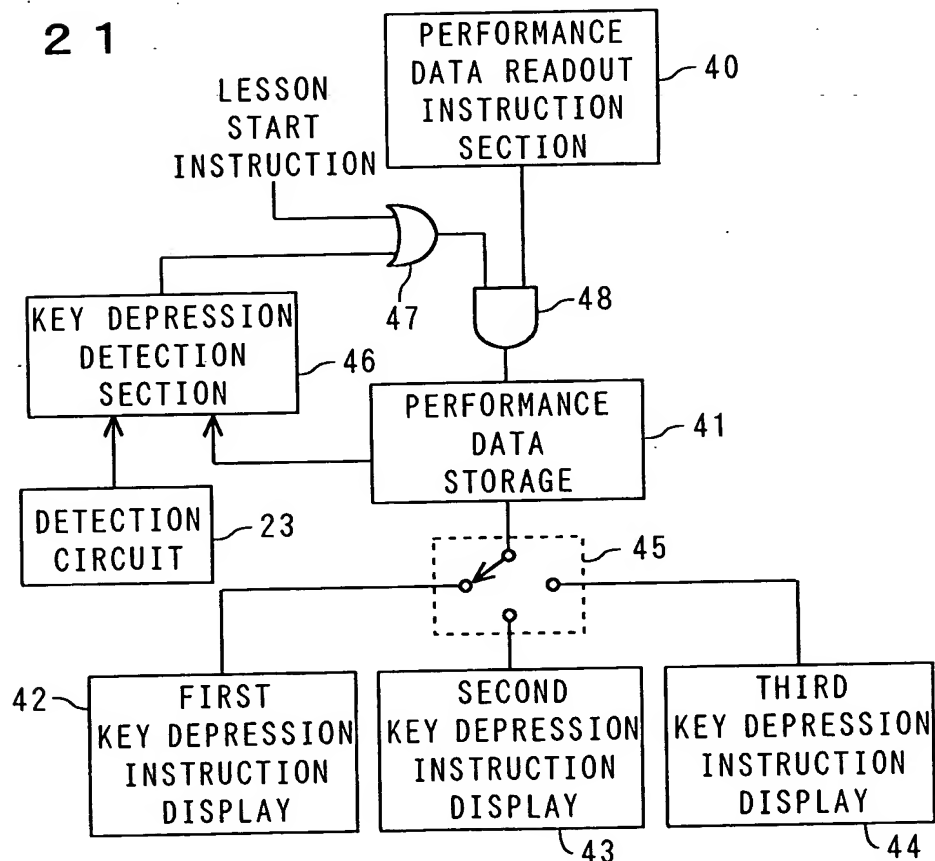 21
PERFORMANCE
DATA READOUT
INSTRUCTION
SECTION
40
LESSON
START
INSTRUCTION
47
48
KEY DEPRESSION
DETECTION
SECTION
46
PERFORMANCE
DATA
STORAGE
41
DETECTION
CIRCUIT
23
45
42
FIRST
KEY DEPRESSION
INSTRUCTION
DISPLAY
SECOND
KEY DEPRESSION
INSTRUCTION
DISPLAY
43
THIRD
KEY DEPRESSION
INSTRUCTION
DISPLAY
44